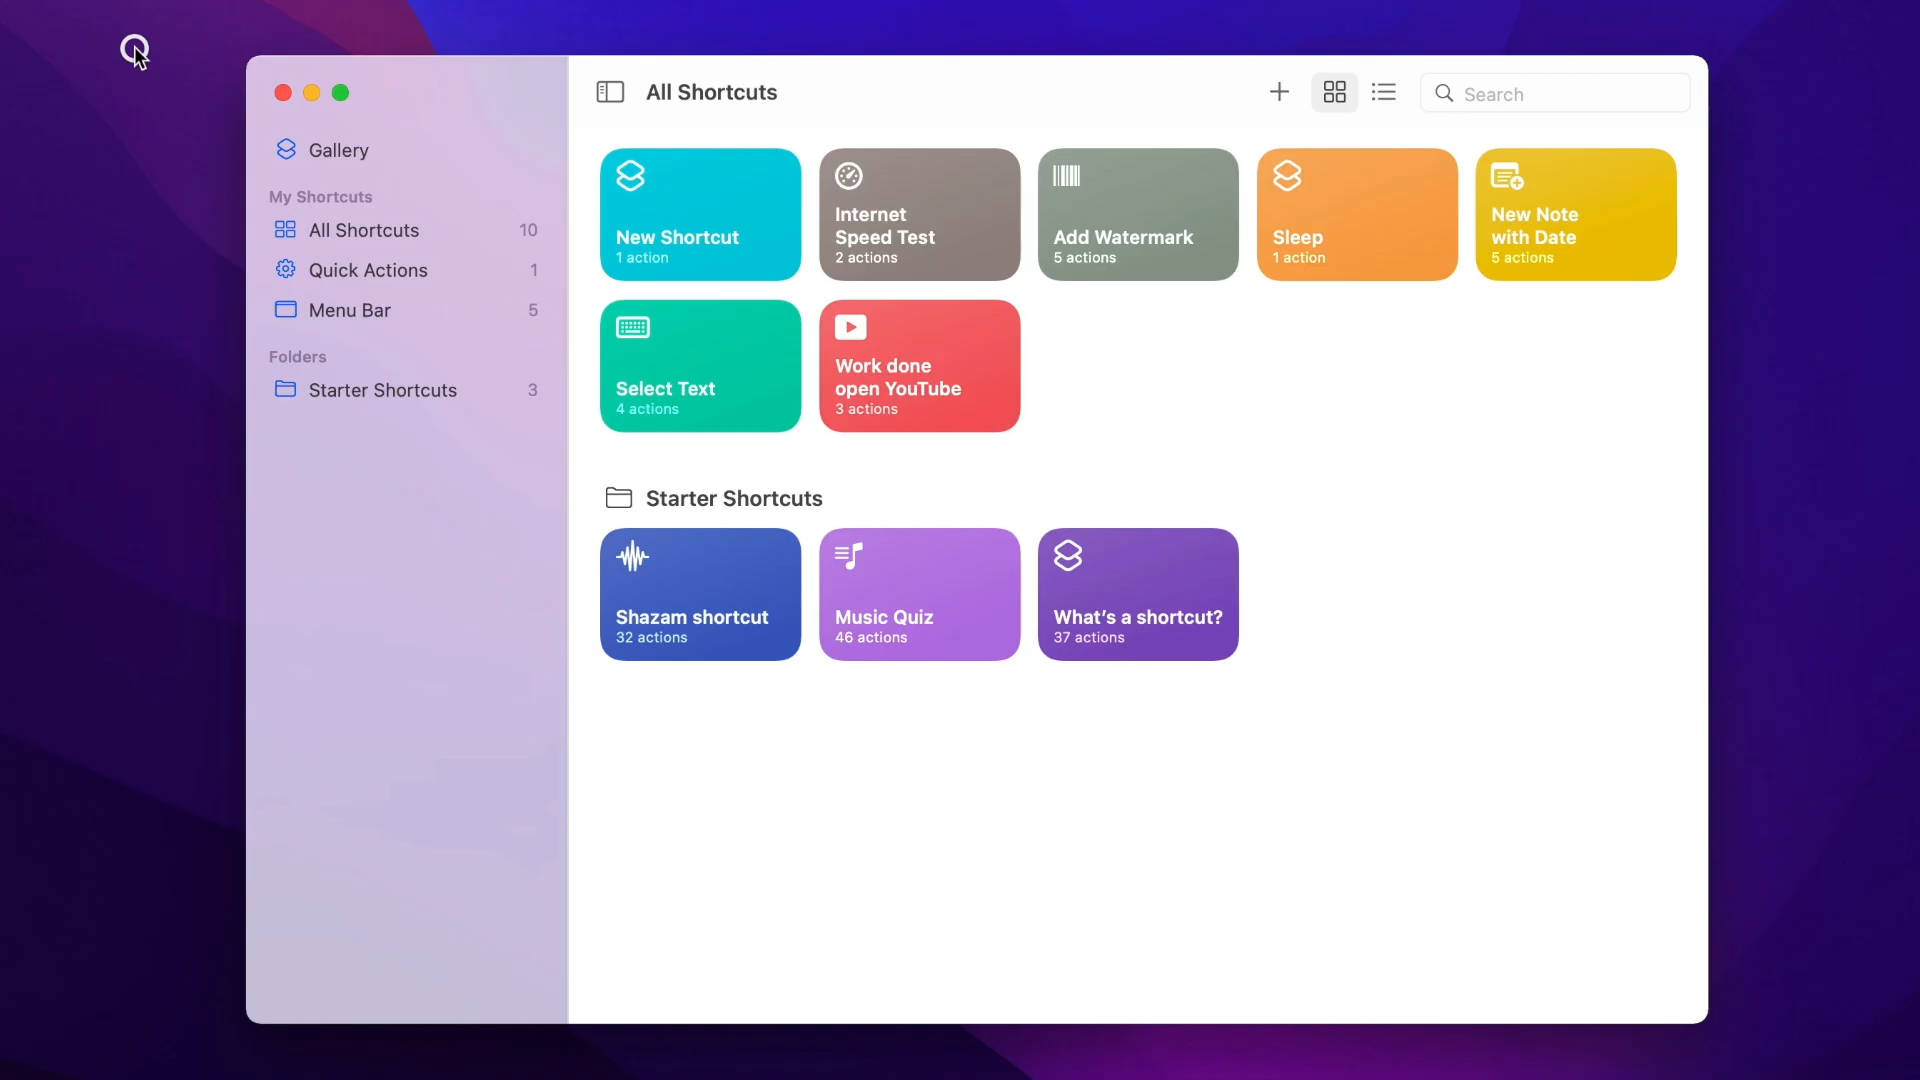 All Shortcuts
Search
Gallery
My Shortcuts
All Shortcuts 10
Quick Actions 1
Menu Bar 5
Folders
Starter Shortcuts 3
New Shortcut
1 action
Internet
Speed Test
2 actions
Add Watermark
5 actions
Sleep
1 action
New Note
with Date
5 actions
Select Text
4 actions
Work done
open YouTube
3 actions
Starter Shortcuts
Shazam shortcut
32 actions
Music Quiz
46 actions
What's a shortcut?
37 actions